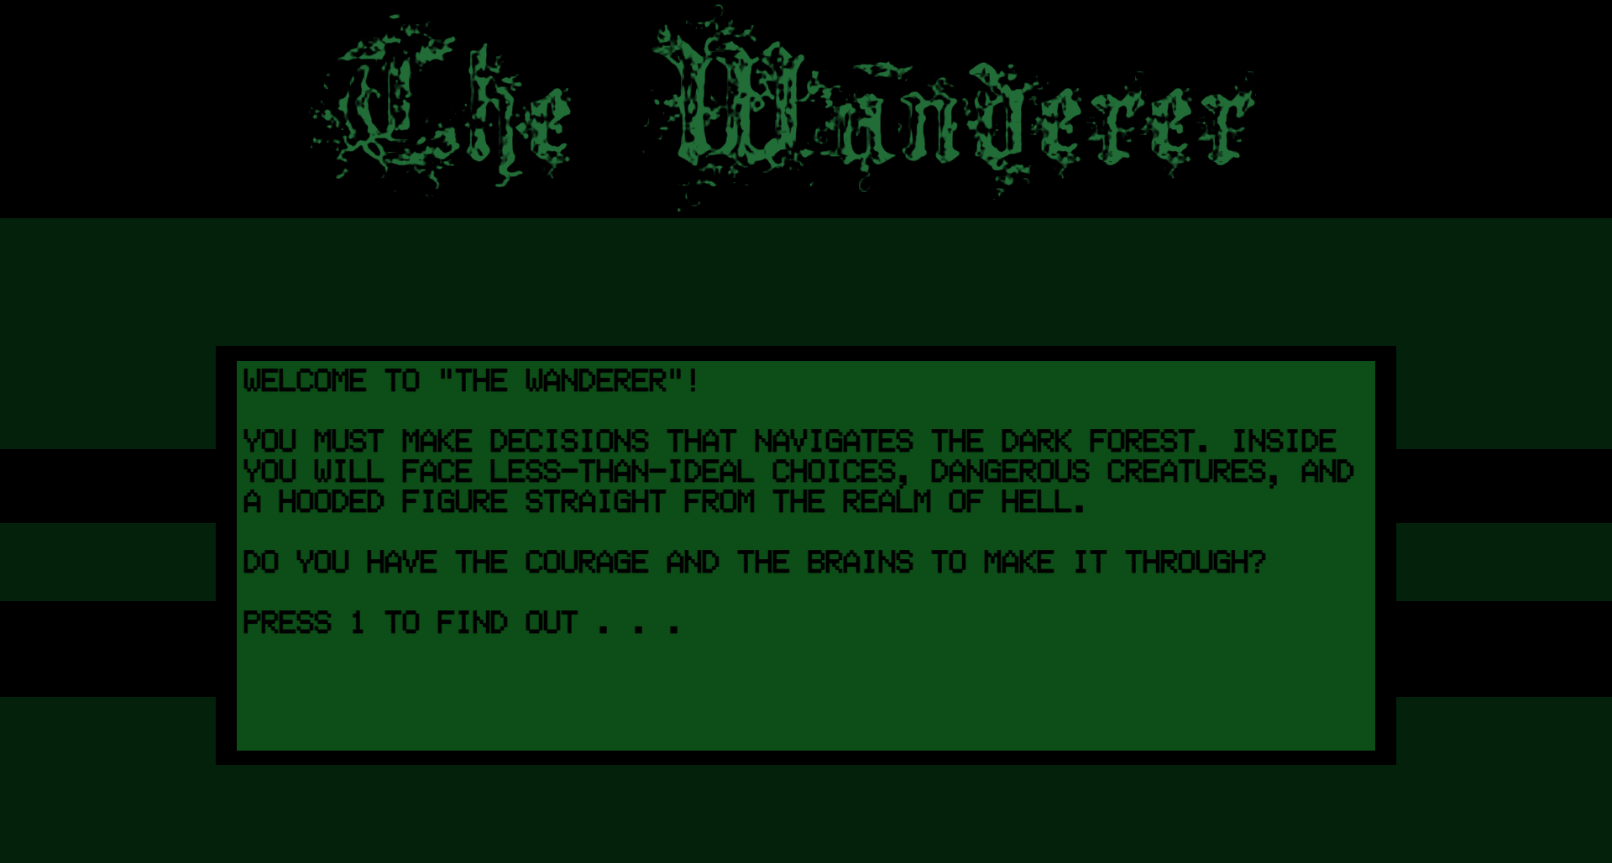 The Wanderer
WELCOME TO "THE WANDERER"!
YOU MUST MAKE DECISIONS THAT NAVIGATES THE DARK FOREST. INSIDE
YOU WILL FACE LESS-THAN-IDEAL CHOICES, DANGEROUS CREATURES, AND
A HOODED FIGURE STRAIGHT FROM THE REALM OF HELL.
DO YOU HAVE THE COURAGE AND THE BRAINS TO MAKE IT THROUGH?
PRESS 1 TO FIND OUT . . .